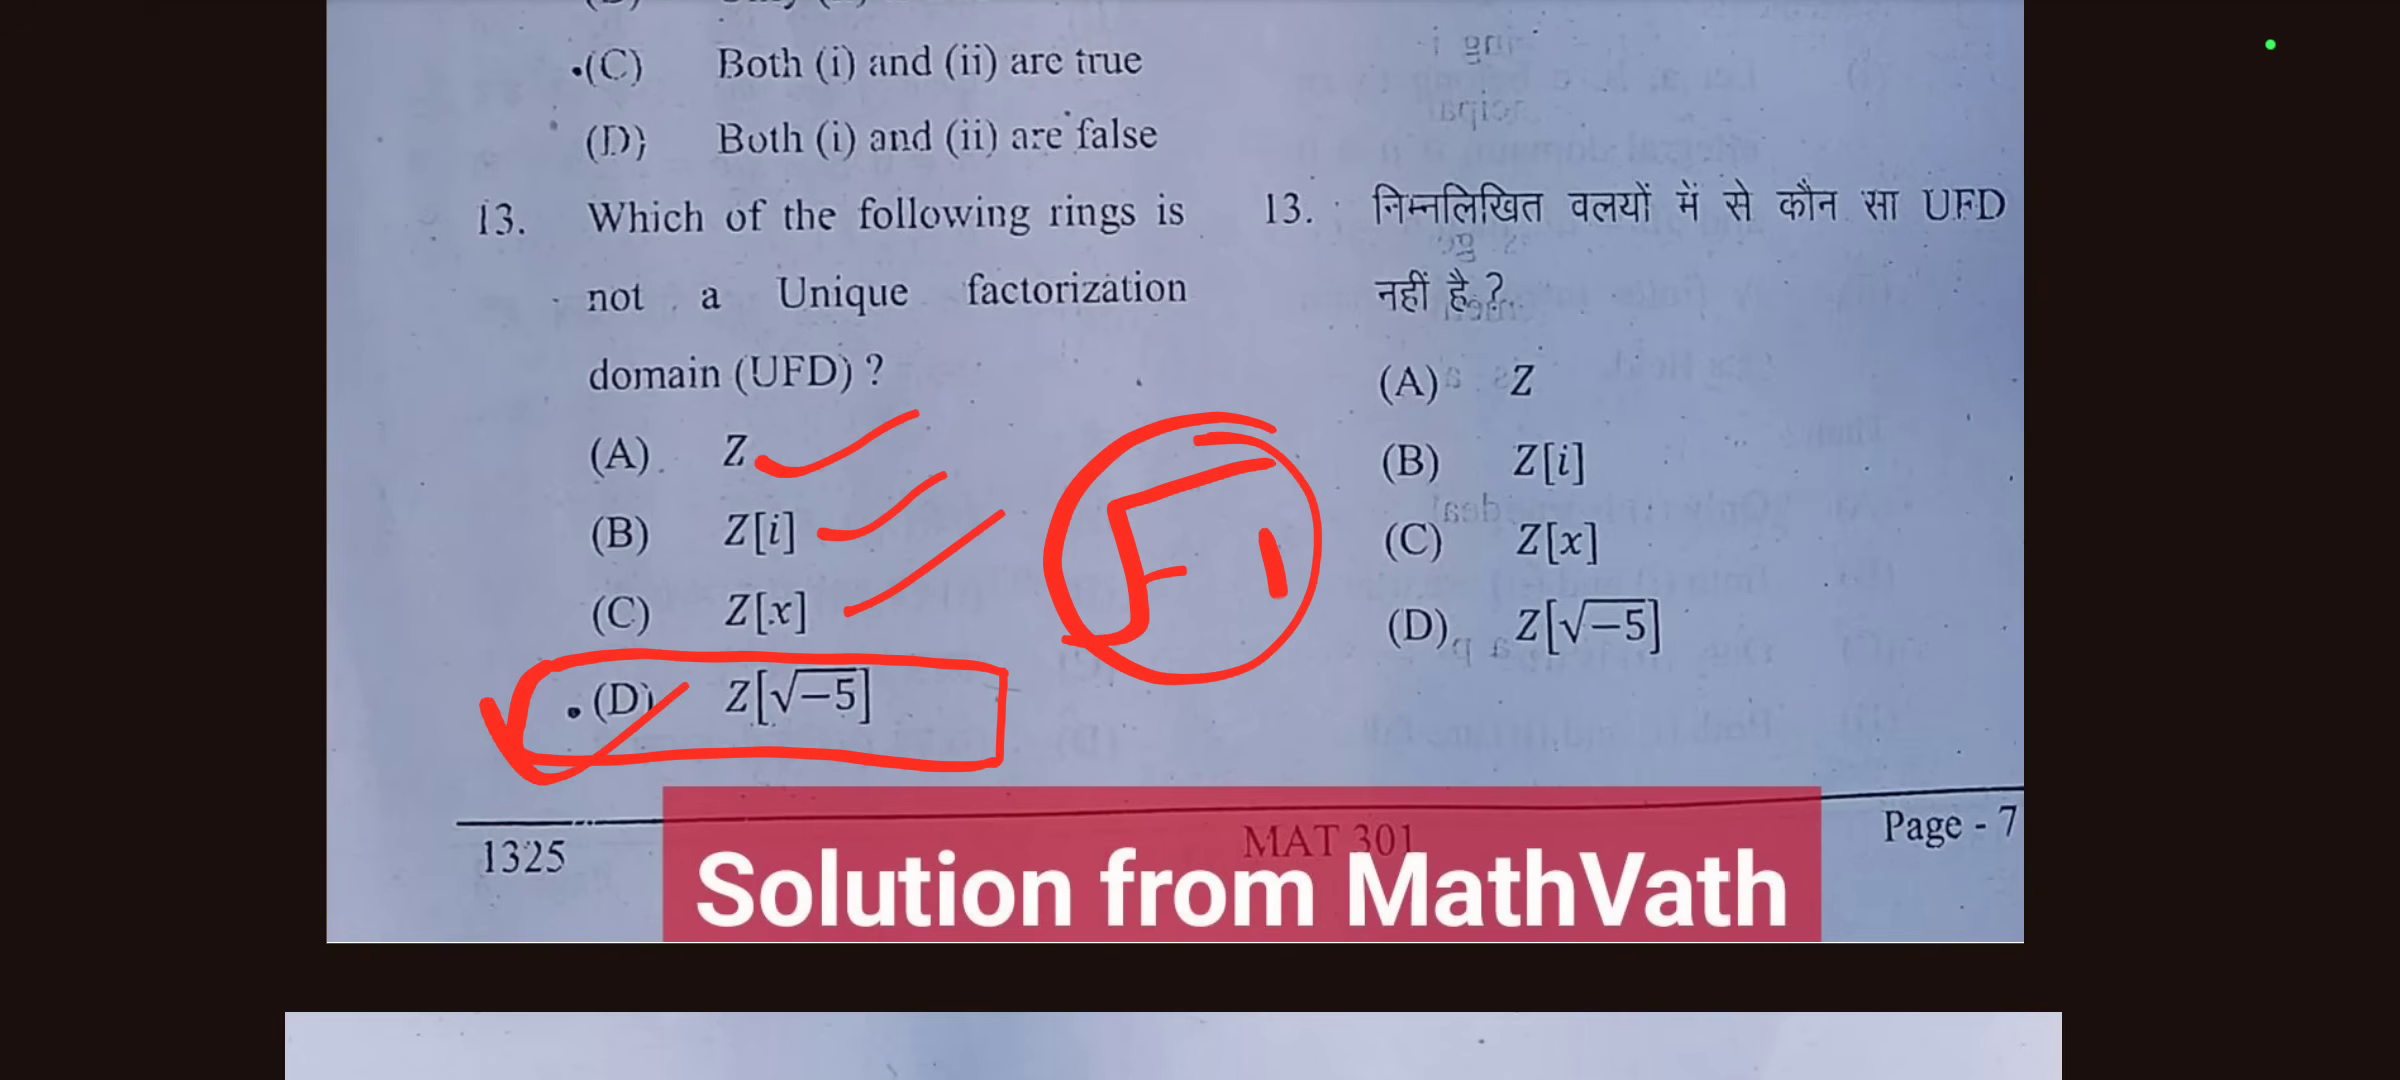 (C) Both (i) and (ii) are true
(D) Both (i) and (ii) are false
13. Which of the following rings is
not a Unique factorization
domain (UFD) ?
(A) Z
(B) Z[i]
(C) Z[x]
(D) Z[√−5]
F1
13. निम्नलिखित वलयों में से कौन सा UFD
नहीं है ?
(A) Z
(B) Z[i]
(C) Z[x]
(D) Z[√−5]
1325
MAT 301
Page - 7
Solution from MathVath